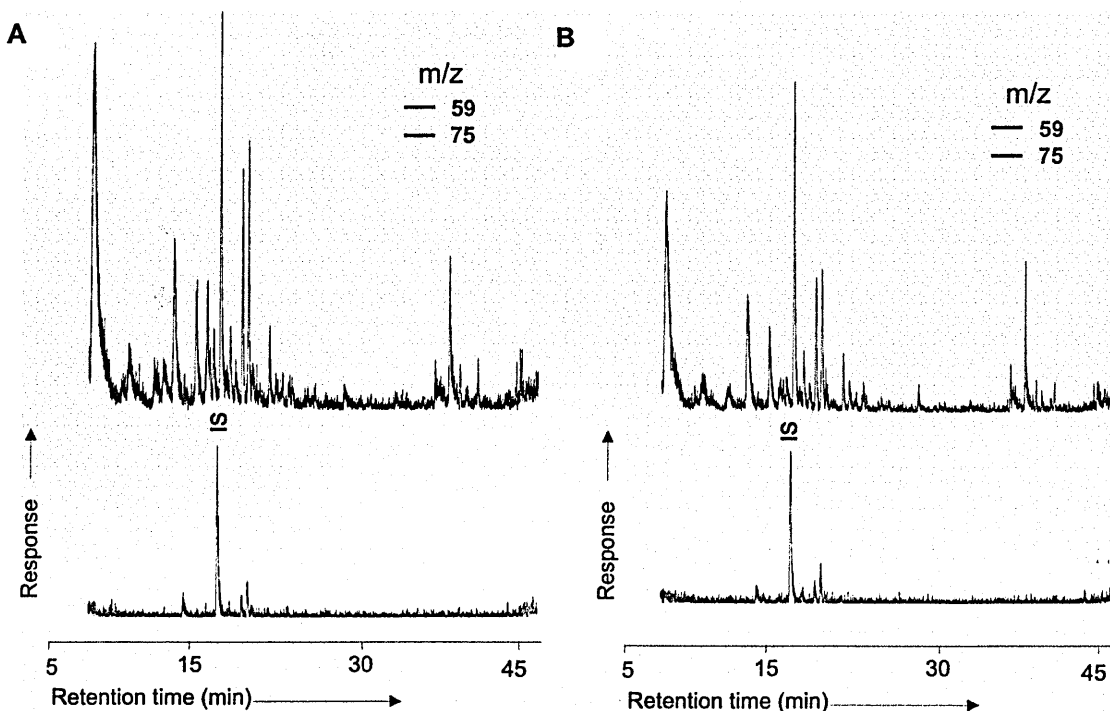 A
m/z
59
75
IS
Response
5 15 30 45
Retention time (min)
B
m/z
59
75
IS
Response
5 15 30 45
Retention time (min)